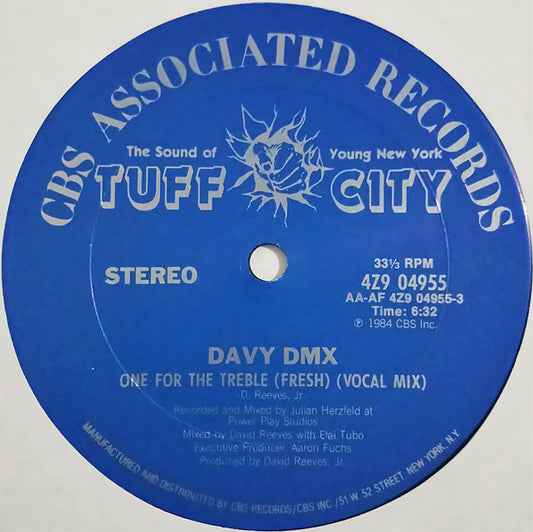 CBS ASSOCIATED RECORDS
The Sound of Young New York
TUFF CITY
STEREO
33⅓ RPM
4Z9 04955
AA-AF 4Z9 04955-3
Time: 6:32
℗ 1984 CBS Inc.
DAVY DMX
ONE FOR THE TREBLE (FRESH) (VOCAL MIX)
D. Reeves, Jr.
Recorded and Mixed by Julian Herzfeld at
Power Play Studios
Mixed by David Reeves with Elai Tubo
Executive Producer: Aaron Fuchs
Produced by David Reeves, Jr.
MANUFACTURED AND DISTRIBUTED BY CBS RECORDS/CBS INC./51 W 52 STREET, NEW YORK, N.Y.